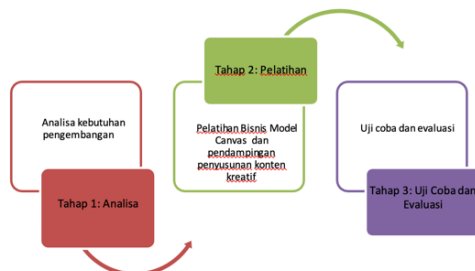 Analisa kebutuhan
pengembangan
Tahap 1: Analisa
Tahap 2: Pelatihan
Pelatihan Bisnis Model
Canvas dan
pendampingan
penyusunan konten
kreatif
Uji coba dan evaluasi
Tahap 3: Uji Coba dan
Evaluasi